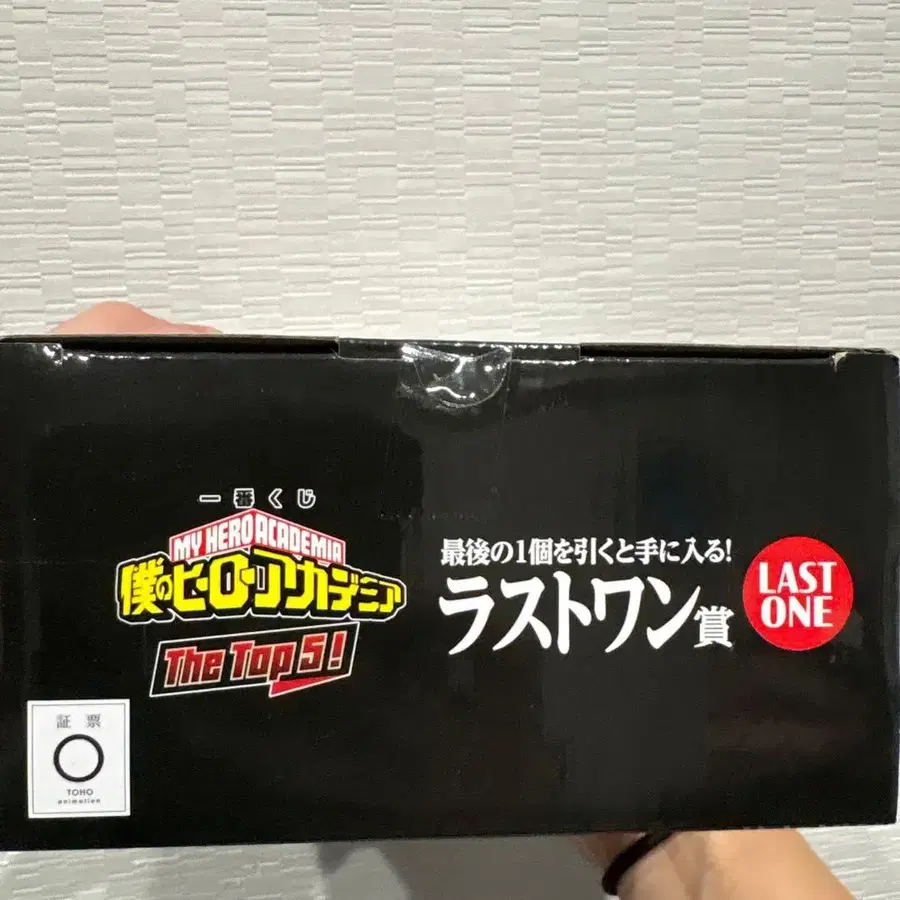 一番くじ
MY HERO ACADEMIA
僕のヒーローアカデミア
The Top 5!
最後の1個を引くと手に入る!
ラストワン賞
LAST
ONE
証票
TOHO
animation